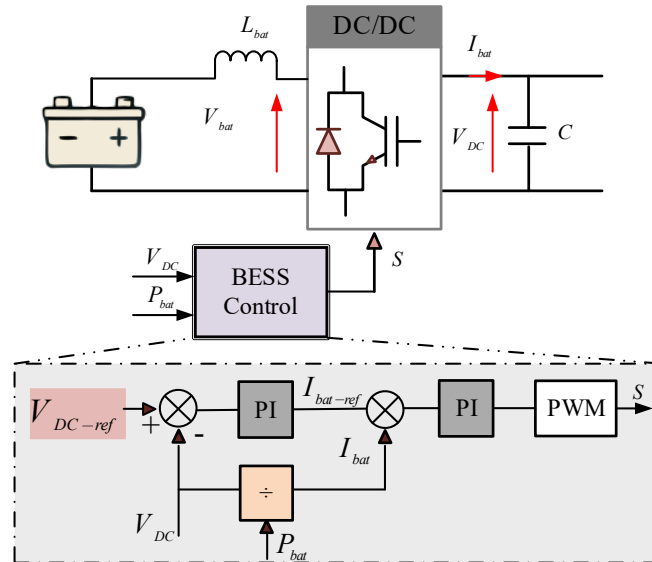 L_bat
DC/DC
I_bat
- +
V_bat
V_DC
C
V_DC
P_bat
BESS
Control
S
V_DC-ref
+
-
PI
I_bat-ref
PI
PWM
S
I_bat
÷
V_DC
P_bat